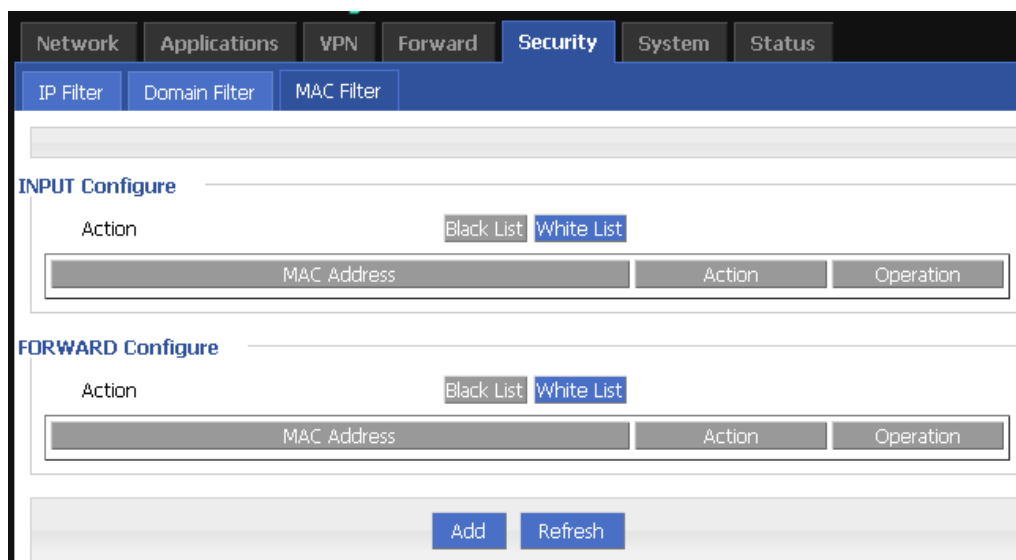 Network Applications VPN Forward Security System Status
IP Filter Domain Filter MAC Filter
INPUT Configure
Action Black List White List
MAC Address Action Operation
FORWARD Configure
Action Black List White List
MAC Address Action Operation
Add Refresh